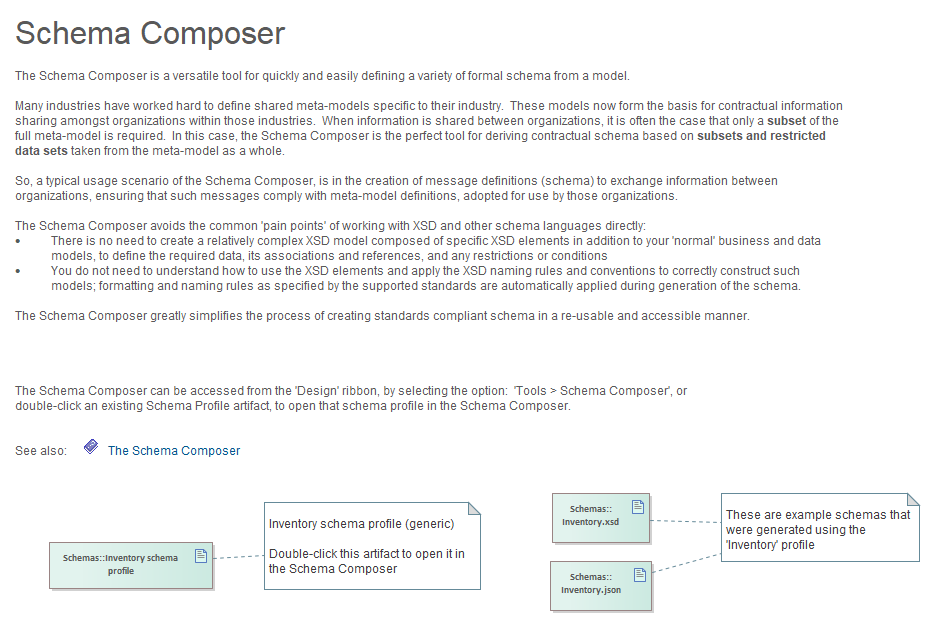 Schema Composer
The Schema Composer is a versatile tool for quickly and easily defining a variety of formal schema from a model.
Many industries have worked hard to define shared meta-models specific to their industry.  These models now form the basis for contractual information
sharing amongst organizations within those industries.  When information is shared between organizations, it is often the case that only a subset of the
full meta-model is required.  In this case, the Schema Composer is the perfect tool for deriving contractual schema based on subsets and restricted
data sets taken from the meta-model as a whole.
So, a typical usage scenario of the Schema Composer, is in the creation of message definitions (schema) to exchange information between
organizations, ensuring that such messages comply with meta-model definitions, adopted for use by those organizations.
The Schema Composer avoids the common 'pain points' of working with XSD and other schema languages directly:
• There is no need to create a relatively complex XSD model composed of specific XSD elements in addition to your 'normal' business and data
models, to define the required data, its associations and references, and any restrictions or conditions
• You do not need to understand how to use the XSD elements and apply the XSD naming rules and conventions to correctly construct such
models; formatting and naming rules as specified by the supported standards are automatically applied during generation of the schema.
The Schema Composer greatly simplifies the process of creating standards compliant schema in a re-usable and accessible manner.
The Schema Composer can be accessed from the 'Design' ribbon, by selecting the option:  'Tools > Schema Composer', or
double-click an existing Schema Profile artifact, to open that schema profile in the Schema Composer.
See also: The Schema Composer
Schemas::Inventory schema
profile
Inventory schema profile (generic)
Double-click this artifact to open it in
the Schema Composer
Schemas::
Inventory.xsd
Schemas::
Inventory.json
These are example schemas that
were generated using the
'Inventory' profile